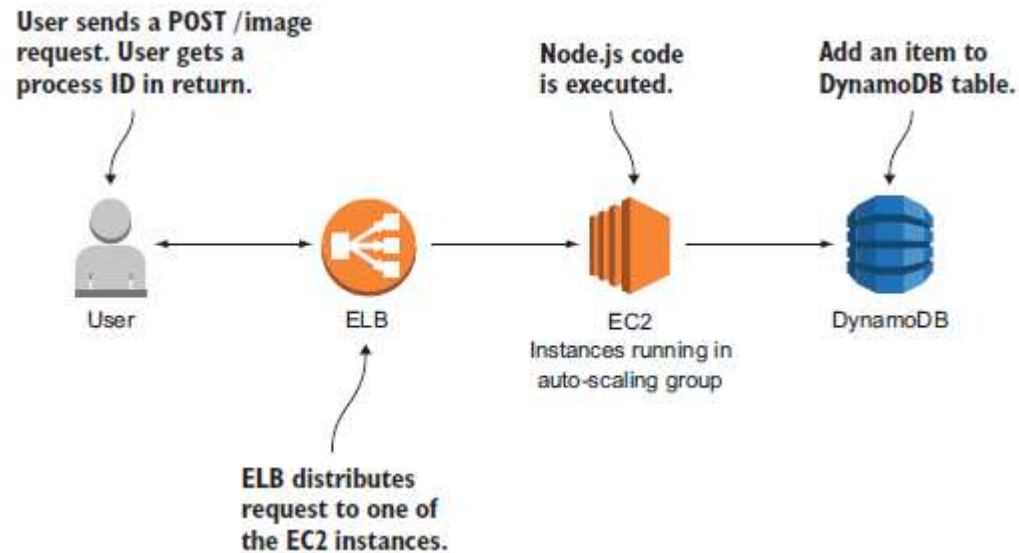 User sends a POST /image
request. User gets a
process ID in return.
Node.js code
is executed.
Add an item to
DynamoDB table.
User
ELB
EC2
Instances running in
auto-scaling group
DynamoDB
ELB distributes
request to one of
the EC2 instances.